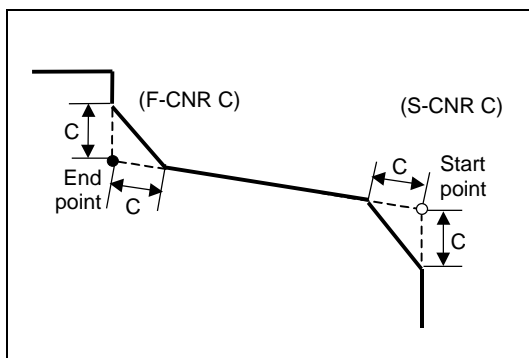 (F-CNR C)
(S-CNR C)
C
End
point
C
C
Start
point
C